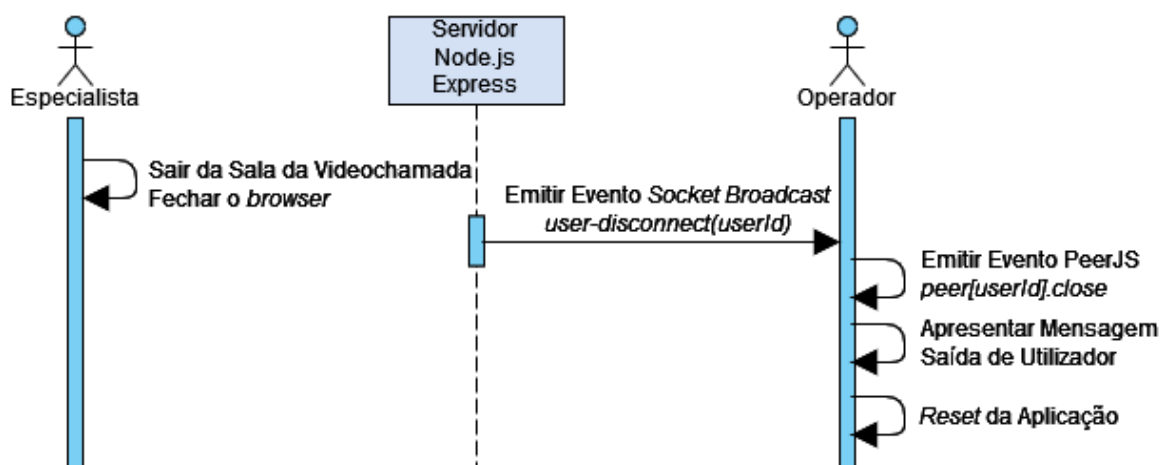 Servidor
Node.js
Express
Especialista
Operador
Sair da Sala da Videochamada
Fechar o browser
Emitir Evento Socket Broadcast
user-disconnect(userId)
Emitir Evento PeerJS
peer[userId].close
Apresentar Mensagem
Saída de Utilizador
Reset da Aplicação